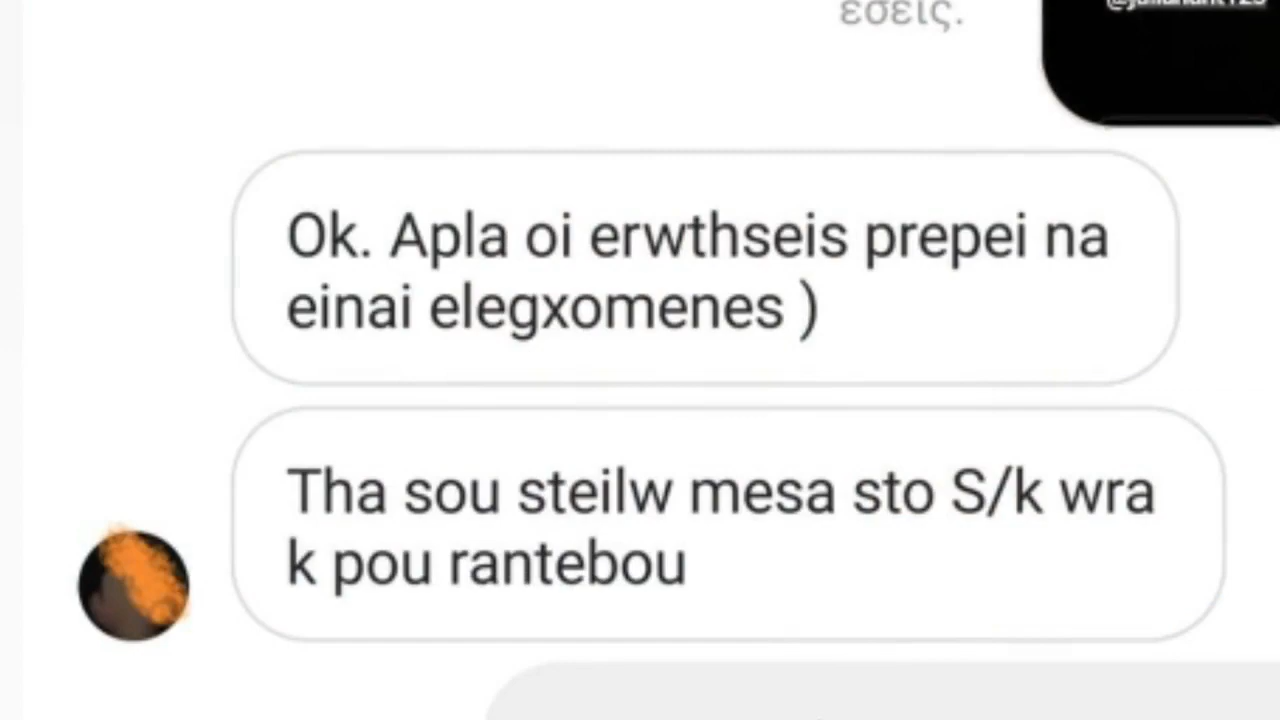 εσεις.
Ok. Apla oi erwthseis prepei na
einai elegxomenes )
Tha sou steilw mesa sto S/k wra
k pou rantebou